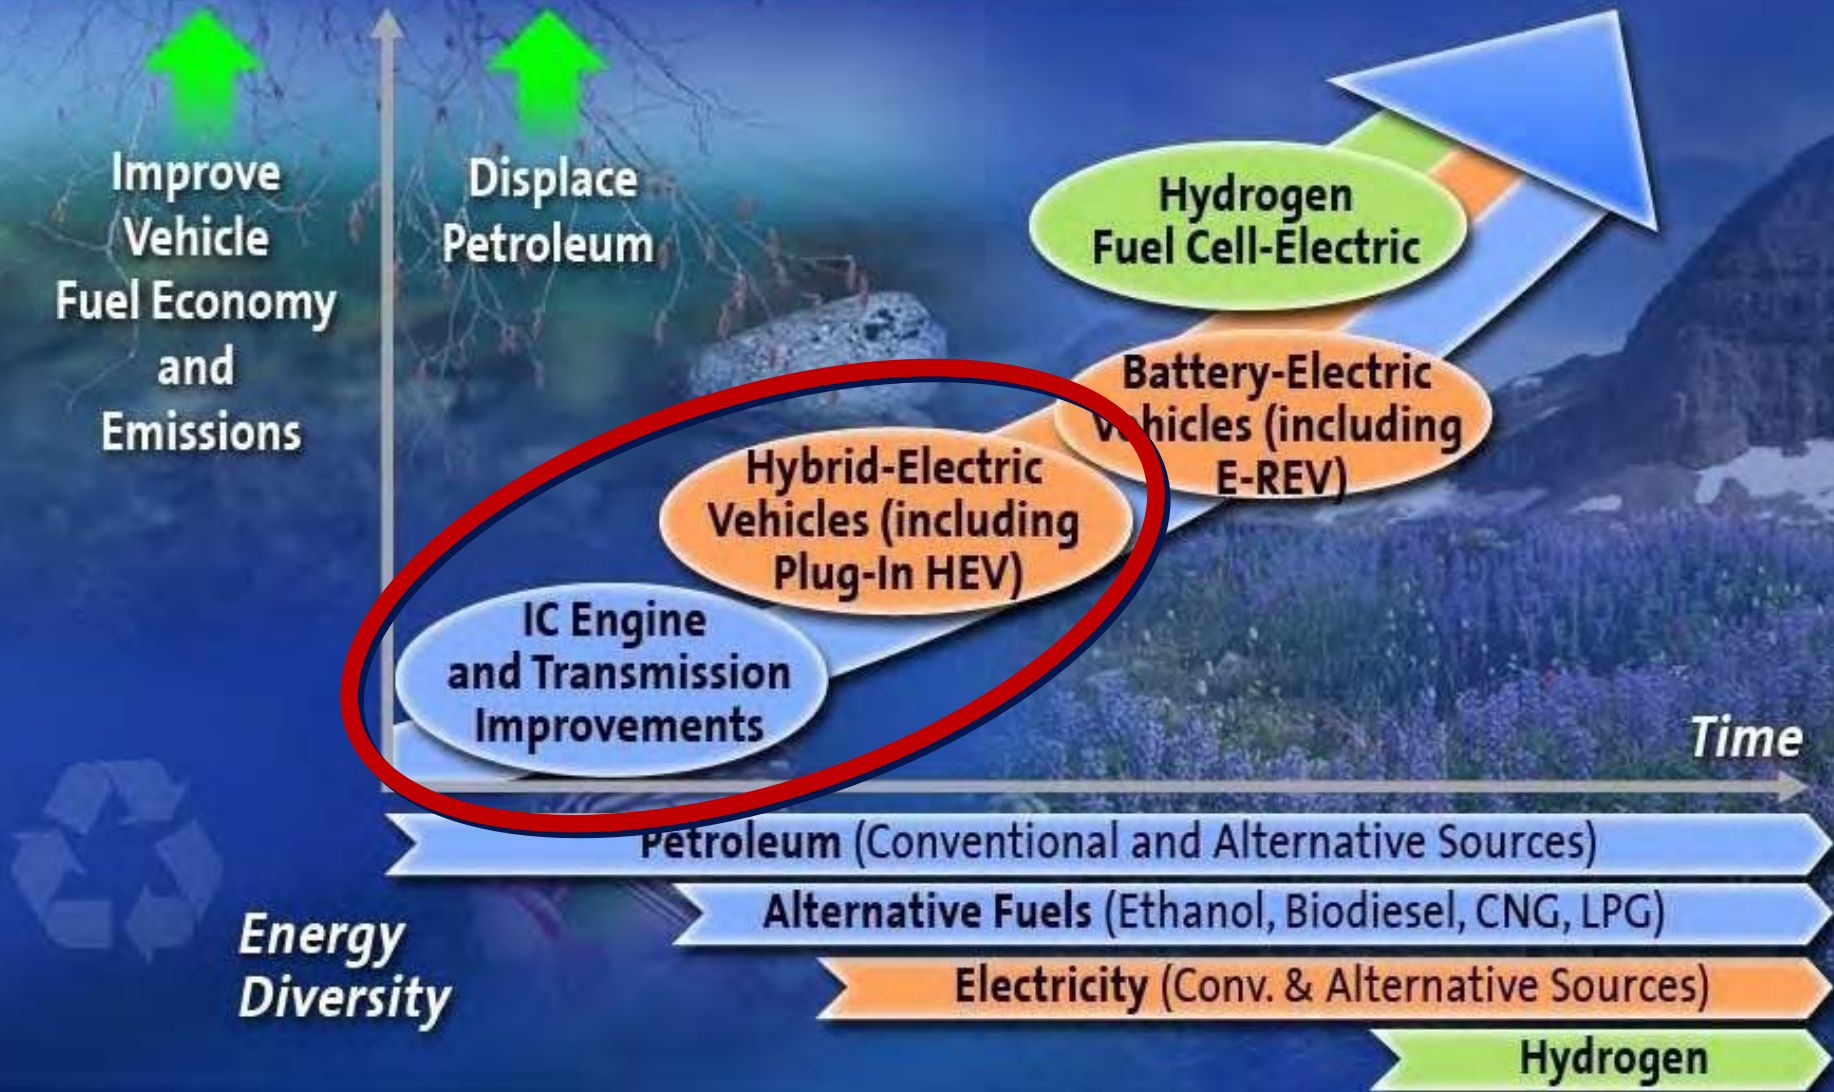 Improve
Vehicle
Fuel Economy
and
Emissions
Displace
Petroleum
Hydrogen
Fuel Cell-Electric
Battery-Electric
Vehicles (including
E-REV)
Hybrid-Electric
Vehicles (including
Plug-In HEV)
IC Engine
and Transmission
Improvements
Time
Energy
Diversity
Petroleum (Conventional and Alternative Sources)
Alternative Fuels (Ethanol, Biodiesel, CNG, LPG)
Electricity (Conv. & Alternative Sources)
Hydrogen